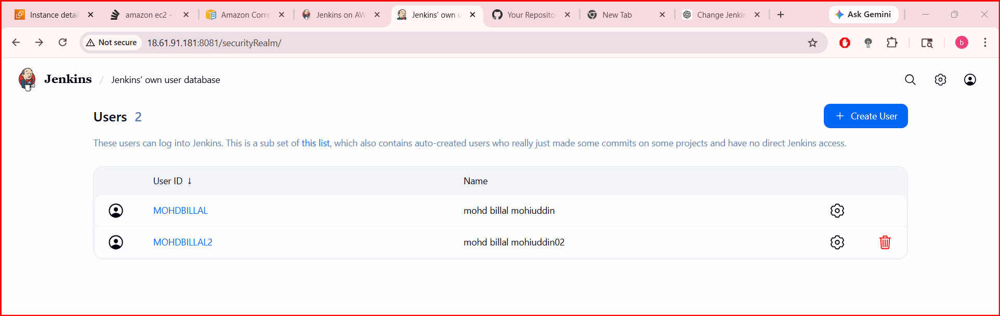 Instance detail amazon ec2 - Amazon Corre Jenkins on AW Jenkins' own u Your Reposito New Tab Change Jenkin Ask Gemini
Not secure 18.61.91.181:8081/securityRealm/ b
Jenkins / Jenkins' own user database
Users 2
+ Create User
These users can log into Jenkins. This is a sub set of this list, which also contains auto-created users who really just made some commits on some projects and have no direct Jenkins access.
User ID ↓ Name
MOHDBILLAL mohd billal mohiuddin
MOHDBILLAL2 mohd billal mohiuddin02